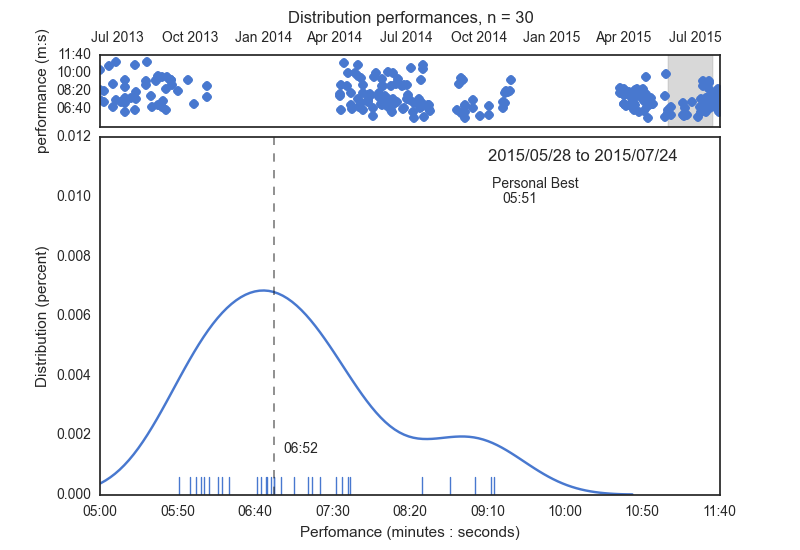 Distribution performances, n = 30
Jul 2013 Oct 2013 Jan 2014 Apr 2014 Jul 2014 Oct 2014 Jan 2015 Apr 2015 Jul 2015
performance (m:s)
11:40
10:00
08:20
06:40
Distribution (percent)
0.012
0.010
0.008
0.006
0.004
0.002
0.000
2015/05/28 to 2015/07/24
Personal Best
05:51
06:52
05:00 05:50 06:40 07:30 08:20 09:10 10:00 10:50 11:40
Perfomance (minutes : seconds)